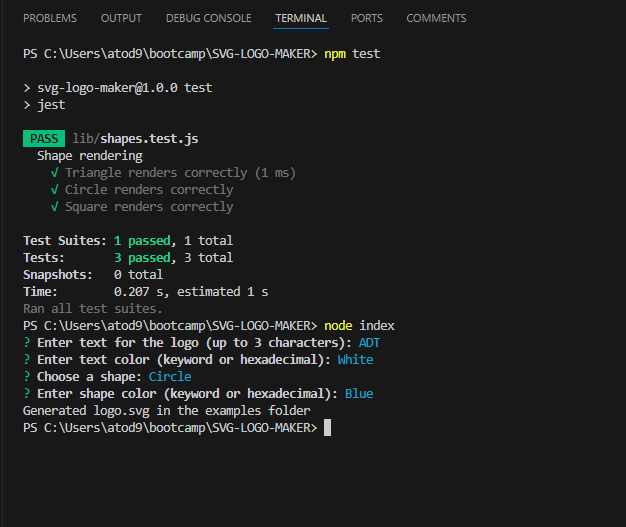 PROBLEMS OUTPUT DEBUG CONSOLE TERMINAL PORTS COMMENTS
PS C:\Users\atod9\bootcamp\SVG-LOGO-MAKER> npm test
> svg-logo-maker@1.0.0 test
> jest
PASS lib/shapes.test.js
Shape rendering
√ Triangle renders correctly (1 ms)
√ Circle renders correctly
√ Square renders correctly
Test Suites: 1 passed, 1 total
Tests: 3 passed, 3 total
Snapshots: 0 total
Time: 0.207 s, estimated 1 s
Ran all test suites.
PS C:\Users\atod9\bootcamp\SVG-LOGO-MAKER> node index
? Enter text for the logo (up to 3 characters): ADT
? Enter text color (keyword or hexadecimal): White
? Choose a shape: Circle
? Enter shape color (keyword or hexadecimal): Blue
Generated logo.svg in the examples folder
PS C:\Users\atod9\bootcamp\SVG-LOGO-MAKER>